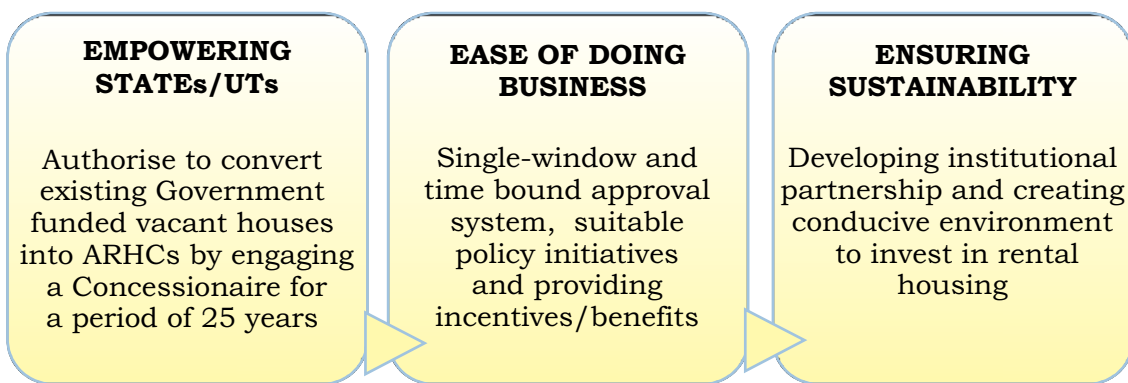 EMPOWERING
STATEs/UTs
Authorise to convert
existing Government
funded vacant houses
into ARHCs by engaging
a Concessionaire for
a period of 25 years
EASE OF DOING
BUSINESS
Single-window and
time bound approval
system, suitable
policy initiatives
and providing
incentives/benefits
ENSURING
SUSTAINABILITY
Developing institutional
partnership and creating
conducive environment
to invest in rental
housing